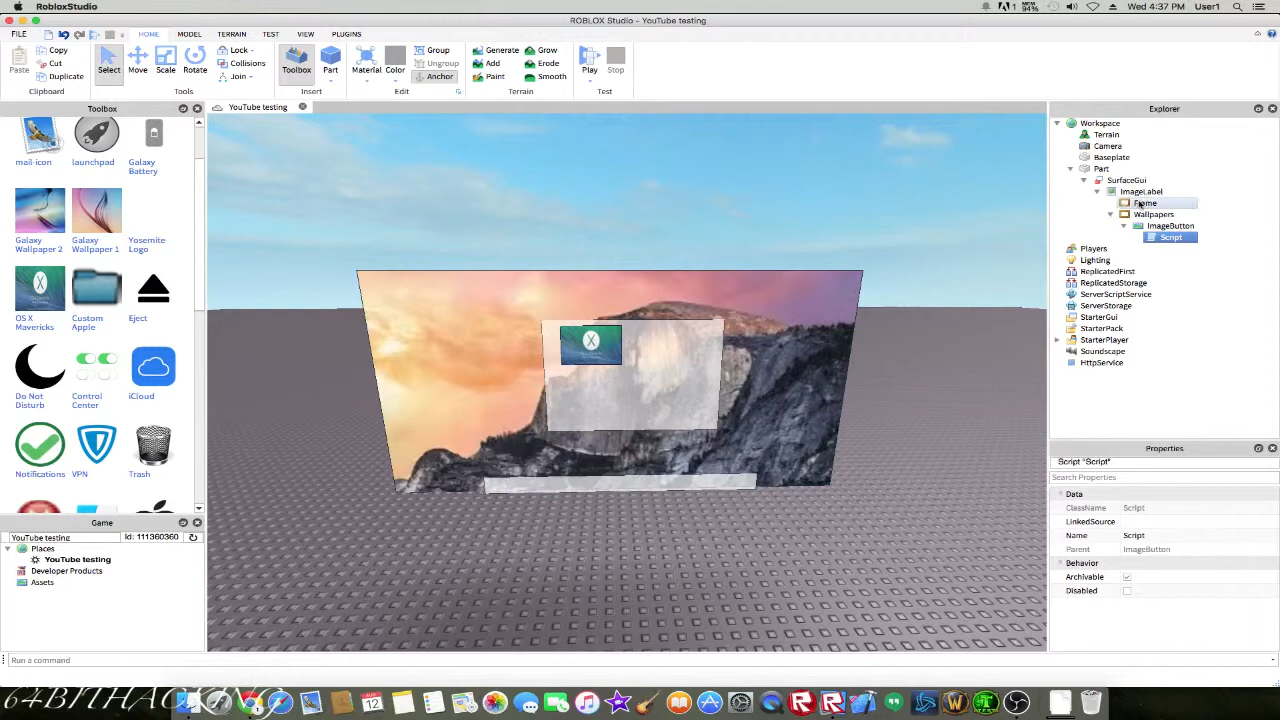 RobloxStudio
1
MEM
94%
Wed 4:37 PM User1
ROBLOX Studio - YouTube testing
FILE HOME MODEL TERRAIN TEST VIEW PLUGINS
Paste
Copy
Cut
Duplicate
Clipboard
Select Move Scale Rotate
Lock
Collisions
Join
Tools
Toolbox Part
Insert
Material Color
Group
Ungroup
Anchor
Edit
Generate Grow
Add Erode
Paint Smooth
Terrain
Play Stop
Test
Toolbox
YouTube testing
Explorer
mail-icon launchpad Galaxy Battery
Galaxy Wallpaper 2 Galaxy Wallpaper 1 Yosemite Logo
OS X Mavericks Custom Apple Eject
Do Not Disturb Control Center iCloud
Notifications VPN Trash
Game
YouTube testing Id: 111360360
Places
YouTube testing
Developer Products
Assets
Workspace
Terrain
Camera
Baseplate
Part
SurfaceGui
ImageLabel
Frame
Wallpapers
ImageButton
Script
Players
Lighting
ReplicatedFirst
ReplicatedStorage
ServerScriptService
ServerStorage
StarterGui
StarterPack
StarterPlayer
Soundscape
HttpService
Properties
Script "Script"
Search Properties
Data
ClassName Script
LinkedSource
Name Script
Parent ImageButton
Behavior
Archivable
Disabled
Run a command
64BITHACKING